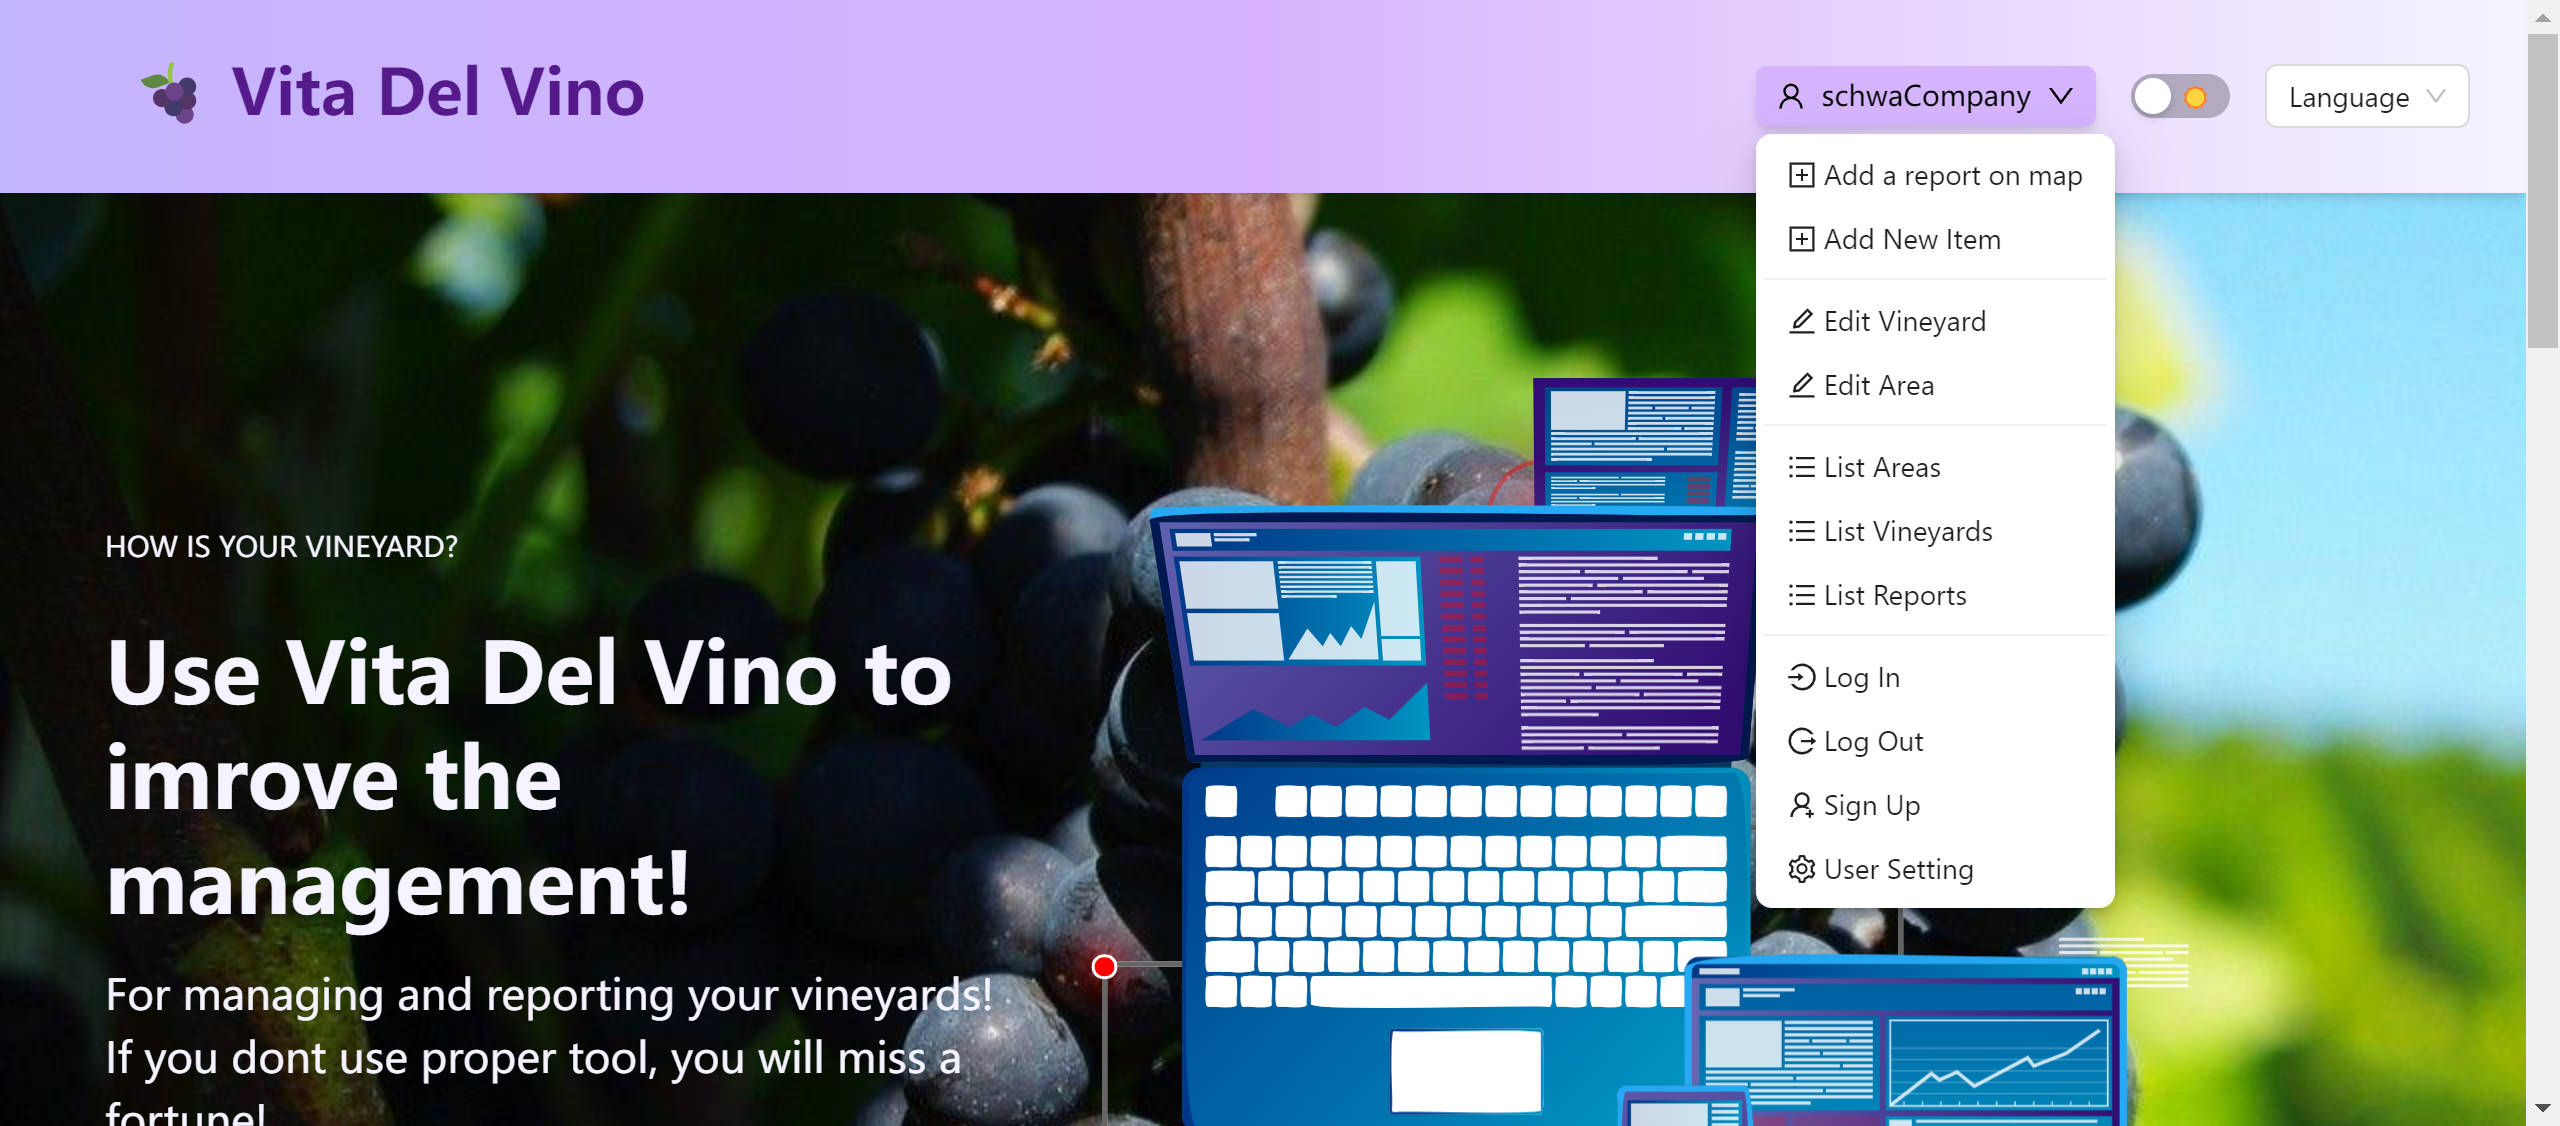 Vita Del Vino
schwaCompany
Language
Add a report on map
Add New Item
Edit Vineyard
Edit Area
List Areas
List Vineyards
List Reports
Log In
Log Out
Sign Up
User Setting
HOW IS YOUR VINEYARD?
Use Vita Del Vino to
imrove the
management!
For managing and reporting your vineyards!
If you dont use proper tool, you will miss a
fortune!